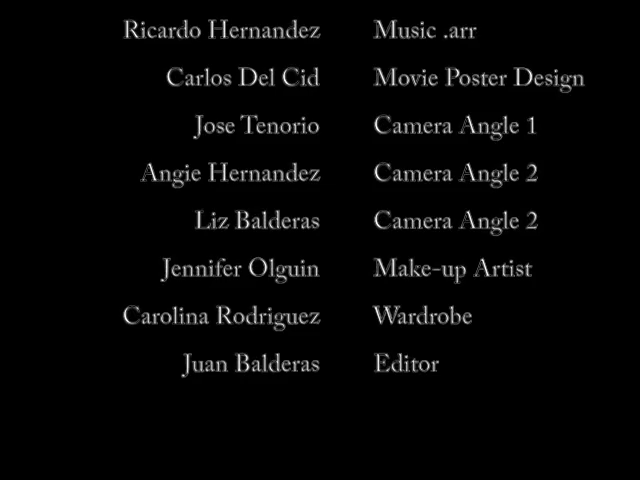 Ricardo Hernandez Music .arr
Carlos Del Cid Movie Poster Design
Jose Tenorio Camera Angle 1
Angie Hernandez Camera Angle 2
Liz Balderas Camera Angle 2
Jennifer Olguin Make-up Artist
Carolina Rodriguez Wardrobe
Juan Balderas Editor